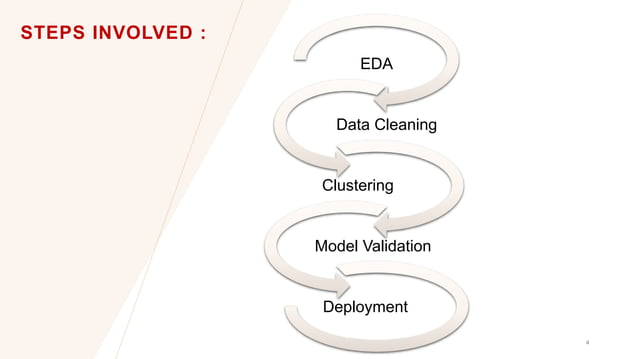 STEPS INVOLVED :
EDA
Data Cleaning
Clustering
Model Validation
Deployment